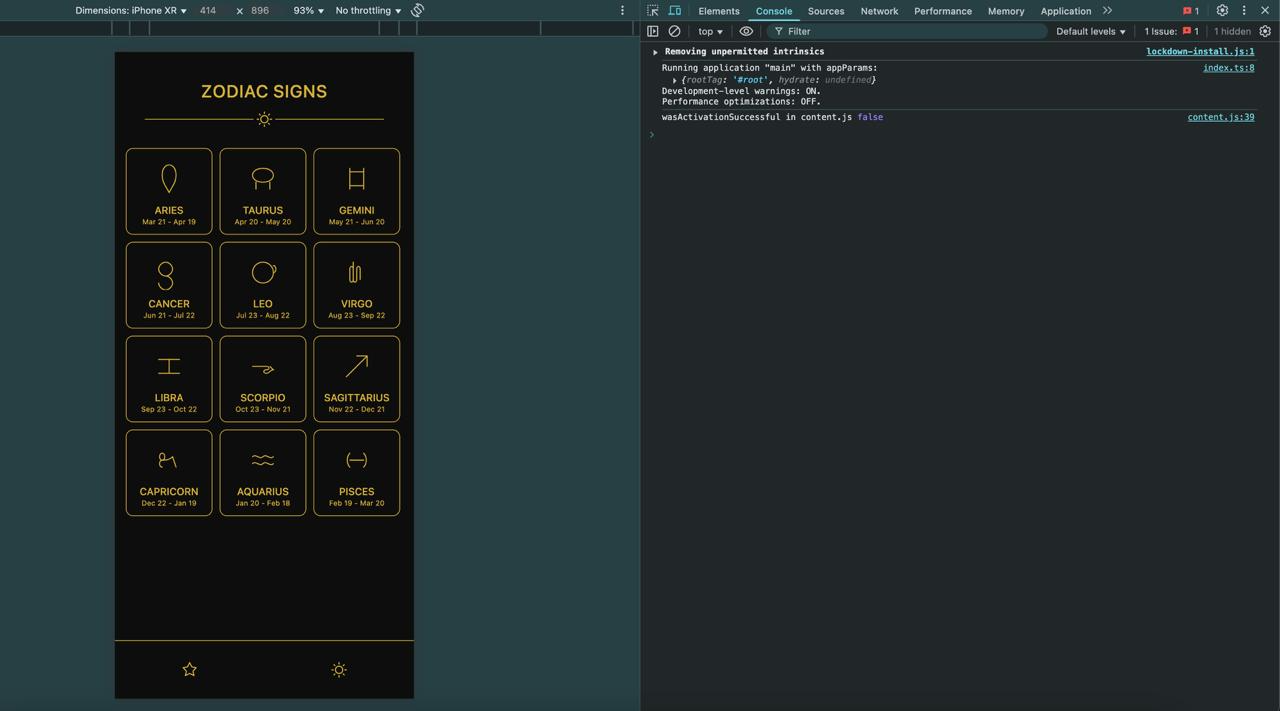 Dimensions: iPhone XR 414 × 896 93% No throttling
Elements Console Sources Network Performance Memory Application 1
top Filter Default levels 1 Issue: 1 1 hidden
ZODIAC SIGNS
ARIES
Mar 21 - Apr 19
TAURUS
Apr 20 - May 20
GEMINI
May 21 - Jun 20
CANCER
Jun 21 - Jul 22
LEO
Jul 23 - Aug 22
VIRGO
Aug 23 - Sep 22
LIBRA
Sep 23 - Oct 22
SCORPIO
Oct 23 - Nov 21
SAGITTARIUS
Nov 22 - Dec 21
CAPRICORN
Dec 22 - Jan 19
AQUARIUS
Jan 20 - Feb 18
PISCES
Feb 19 - Mar 20
Removing unpermitted intrinsics lockdown-install.js:1
Running application "main" with appParams: index.ts:8
{rootTag: '#root', hydrate: undefined}
Development-level warnings: ON.
Performance optimizations: OFF.
wasActivationSuccessful in content.js false content.js:39